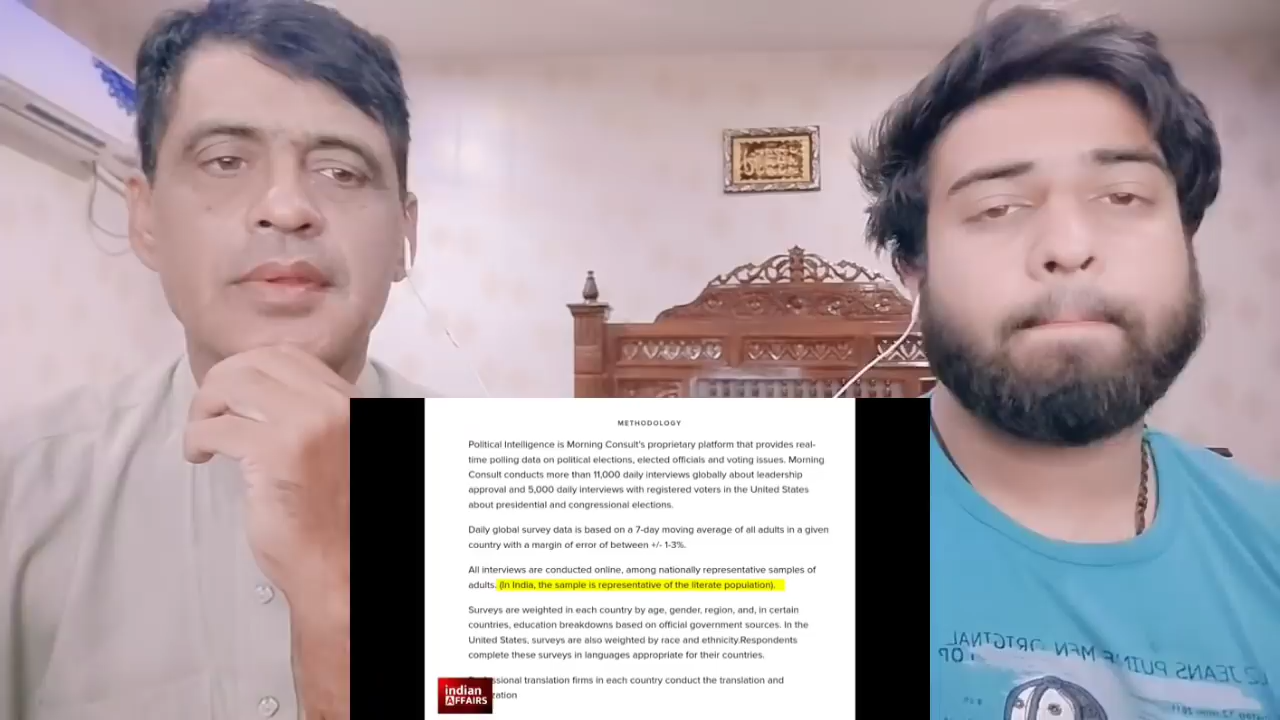 METHODOLOGY
Political Intelligence is Morning Consult's proprietary platform that provides real-
time polling data on political elections, elected officials and voting issues. Morning
Consult conducts more than 11,000 daily interviews globally about leadership
approval and 5,000 daily interviews with registered voters in the United States
about presidential and congressional elections.
Daily global survey data is based on a 7-day moving average of all adults in a given
country with a margin of error of between +/- 1-3%.
All interviews are conducted online, among nationally representative samples of
adults. (In India, the sample is representative of the literate population).
Surveys are weighted in each country by age, gender, region, and, in certain
countries, education breakdowns based on official government sources. In the
United States, surveys are also weighted by race and ethnicity.Respondents
complete these surveys in languages appropriate for their countries.
translation firms in each country conduct the translation and
indian
AFFAIRS